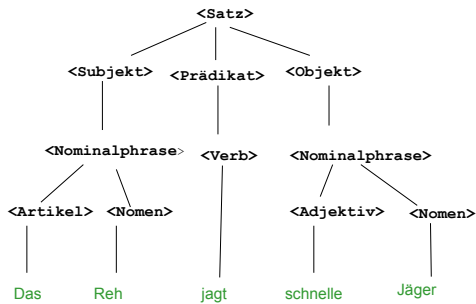 <Satz>
<Subjekt> <Prädikat> <Objekt>
<Nominalphrase> <Verb> <Nominalphrase>
<Artikel> <Nomen> <Adjektiv> <Nomen>
Das Reh jagt schnelle Jäger